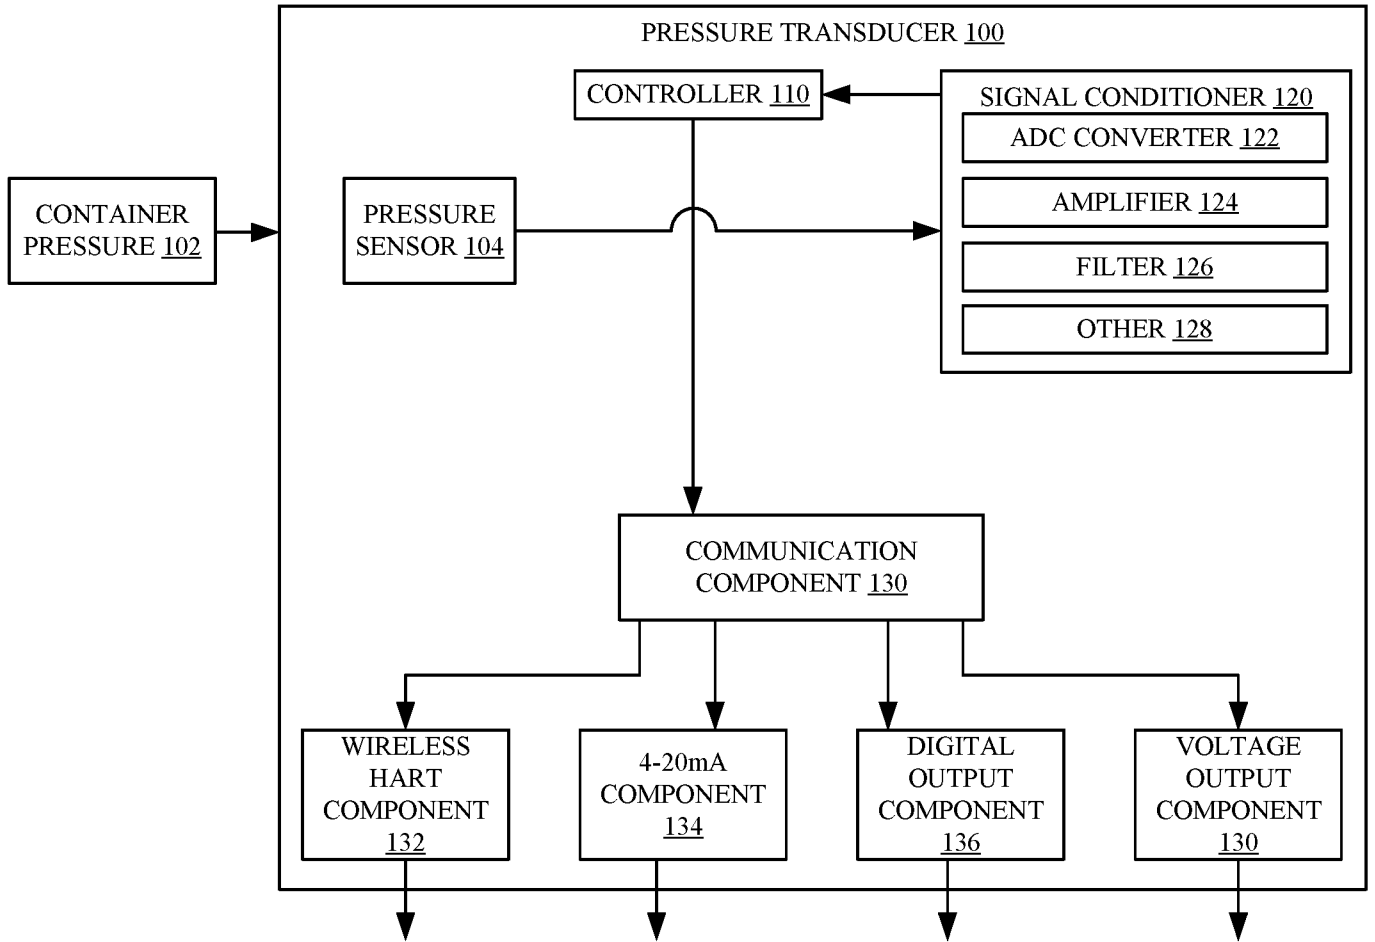 PRESSURE TRANSDUCER 100
CONTROLLER 110
SIGNAL CONDITIONER 120
ADC CONVERTER 122
AMPLIFIER 124
FILTER 126
OTHER 128
CONTAINER
PRESSURE 102
PRESSURE
SENSOR 104
COMMUNICATION
COMPONENT 130
WIRELESS
HART
COMPONENT
132
4-20mA
COMPONENT
134
DIGITAL
OUTPUT
COMPONENT
136
VOLTAGE
OUTPUT
COMPONENT
130